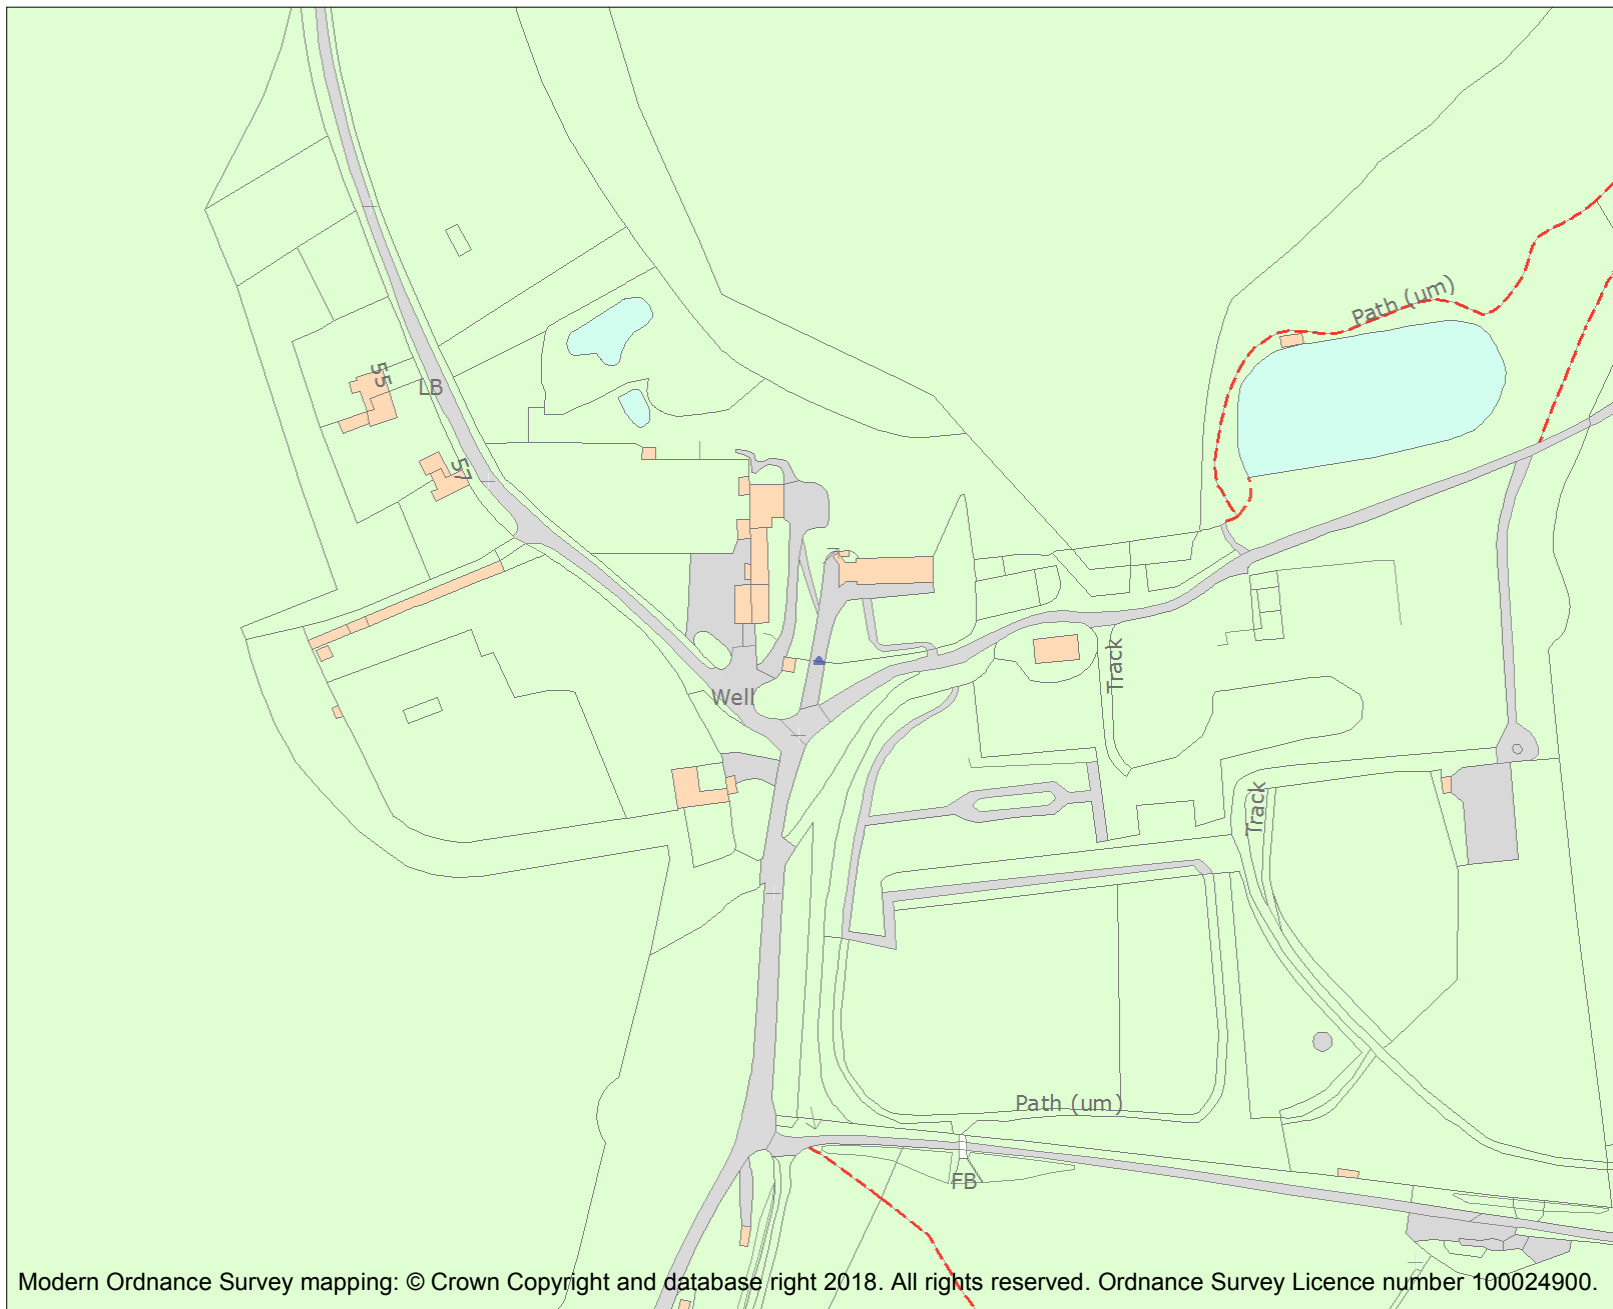 Path (um)
55
LB
57
Track
Well
Track
Path (um)
FB
Modern Ordnance Survey mapping: © Crown Copyright and database right 2018. All rights reserved. Ordnance Survey Licence number 100024900.